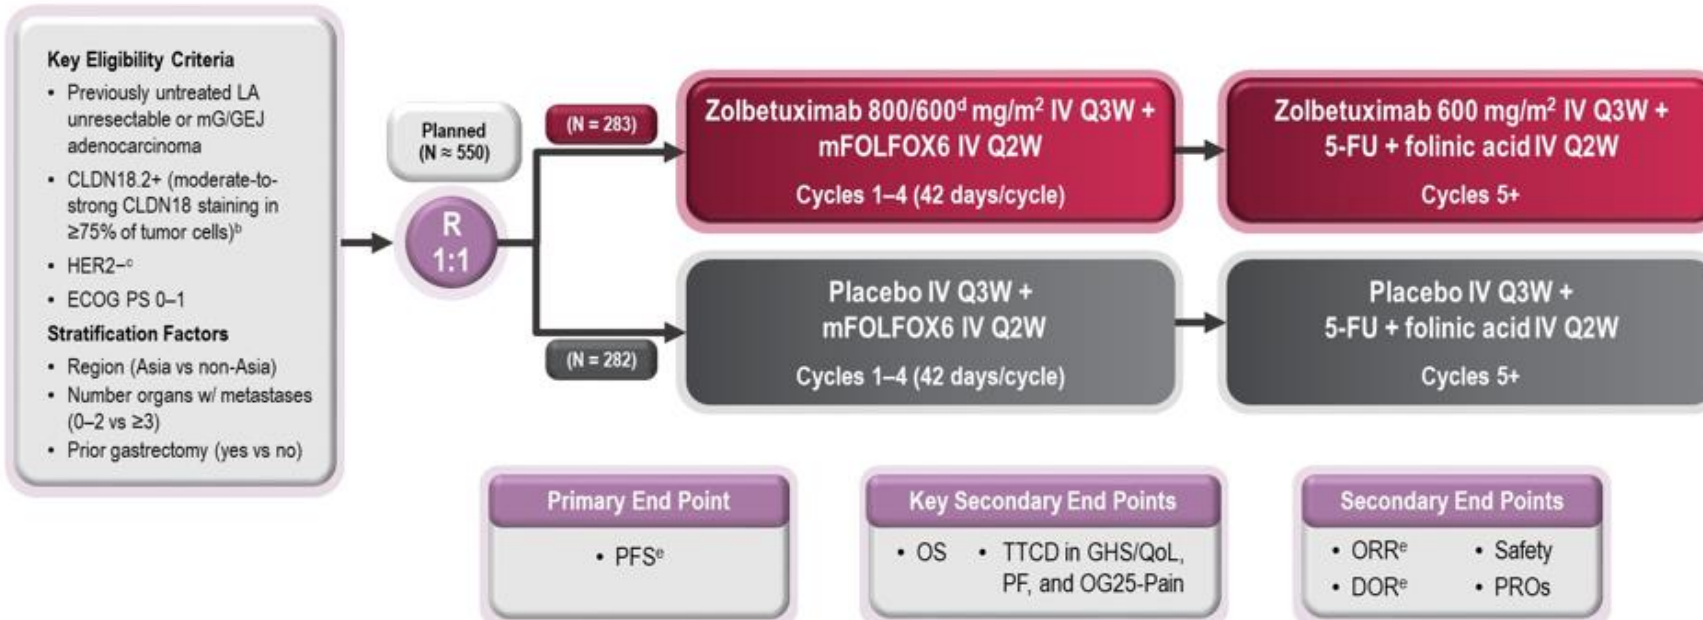 Key Eligibility Criteria
• Previously untreated LA
unresectable or mG/GEJ
adenocarcinoma
• CLDN18.2+ (moderate-to-
strong CLDN18 staining in
≥75% of tumor cells)ᵇ
• HER2−ᶜ
• ECOG PS 0–1
Stratification Factors
• Region (Asia vs non-Asia)
• Number organs w/ metastases
(0–2 vs ≥3)
• Prior gastrectomy (yes vs no)
Planned
(N ≈ 550)
R
1:1
(N = 283)
Zolbetuximab 800/600ᵈ mg/m² IV Q3W +
mFOLFOX6 IV Q2W
Cycles 1–4 (42 days/cycle)
Zolbetuximab 600 mg/m² IV Q3W +
5-FU + folinic acid IV Q2W
Cycles 5+
(N = 282)
Placebo IV Q3W +
mFOLFOX6 IV Q2W
Cycles 1–4 (42 days/cycle)
Placebo IV Q3W +
5-FU + folinic acid IV Q2W
Cycles 5+
Primary End Point
• PFSᵉ
Key Secondary End Points
• OS • TTCD in GHS/QoL,
PF, and OG25-Pain
Secondary End Points
• ORRᵉ • Safety
• DORᵉ • PROs